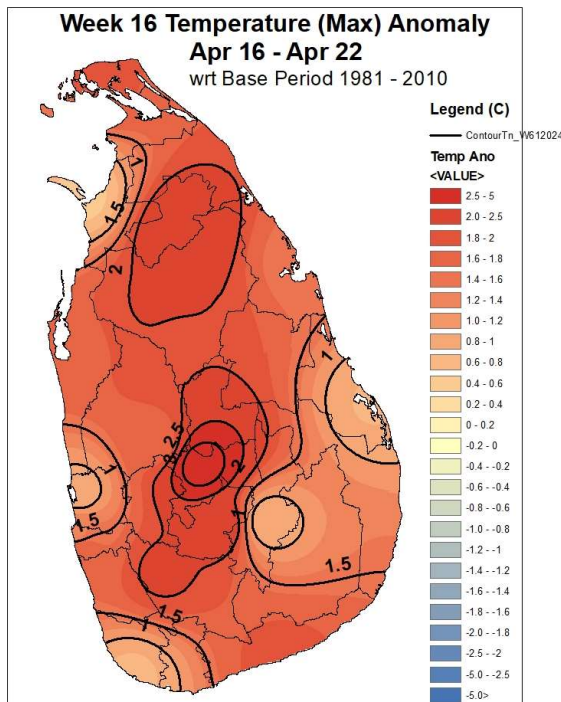 Week 16 Temperature (Max) Anomaly
Apr 16 - Apr 22
wrt Base Period 1981 - 2010
Legend (C)
ContourTn_W612024
Temp Ano
<VALUE>
2.5 - 5
2.0 - 2.5
1.8 - 2
1.6 - 1.8
1.4 - 1.6
1.2 - 1.4
1.0 - 1.2
0.8 - 1
0.6 - 0.8
0.4 - 0.6
0.2 - 0.4
0 - 0.2
-0.2 - 0
-0.4 - -0.2
-0.6 - -0.4
-0.8 - -0.6
-1.0 - -0.8
-1.2 - -1
-1.4 - -1.2
-1.6 - -1.4
-1.8 - -1.6
-2.0 - -1.8
-2.5 - -2
-5.0 - -2.5
-5.0>
1
1.5
2
1
2.5
3
2
1
1
1.5
1.5
1.5
1